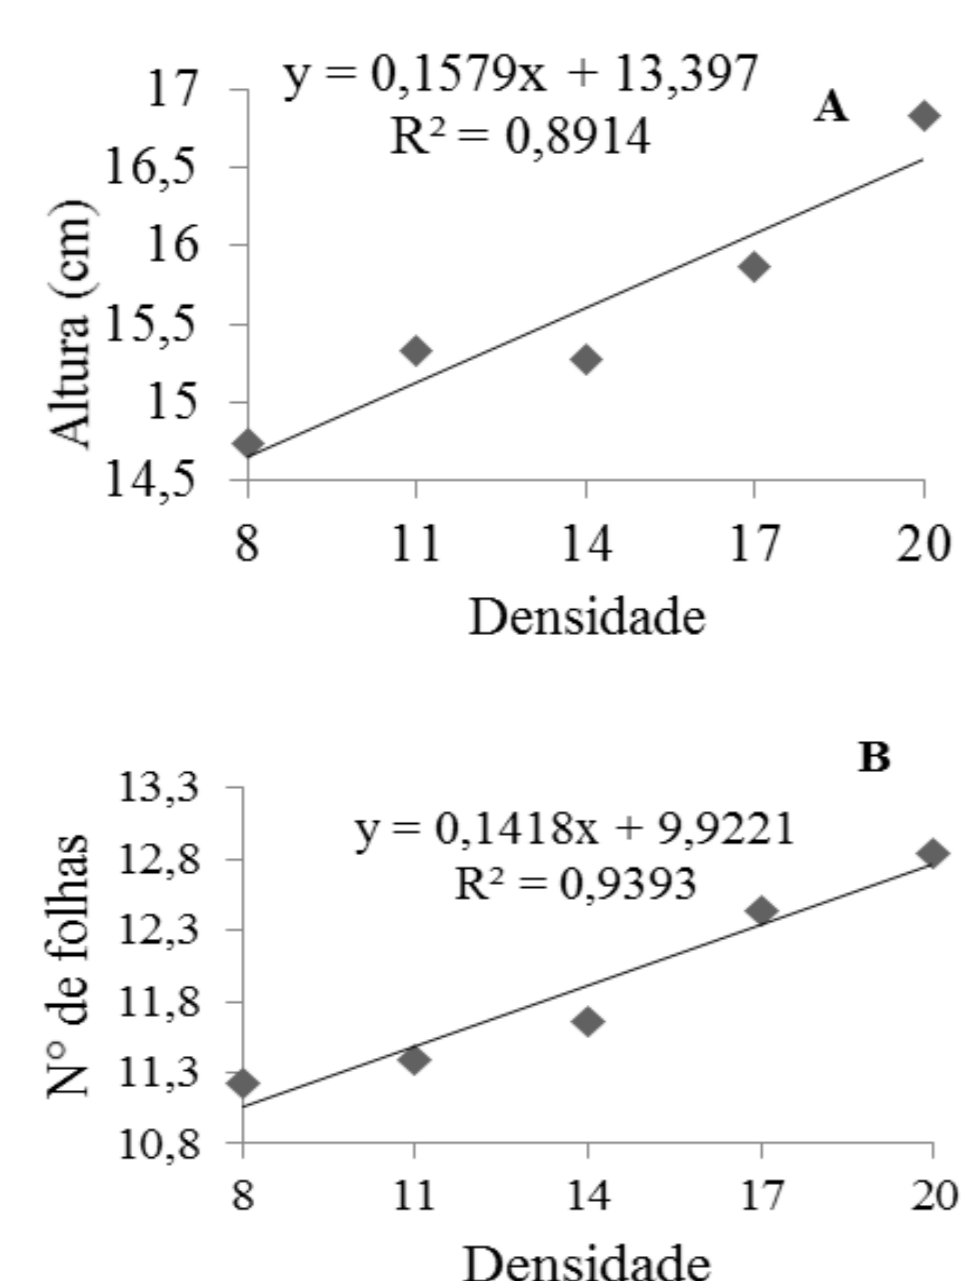 y = 0,1579x + 13,397
R² = 0,8914
A
17
16,5
16
15,5
15
14,5
Altura (cm)
8 11 14 17 20
Densidade
B
y = 0,1418x + 9,9221
R² = 0,9393
13,3
12,8
12,3
11,8
11,3
10,8
N° de folhas
8 11 14 17 20
Densidade